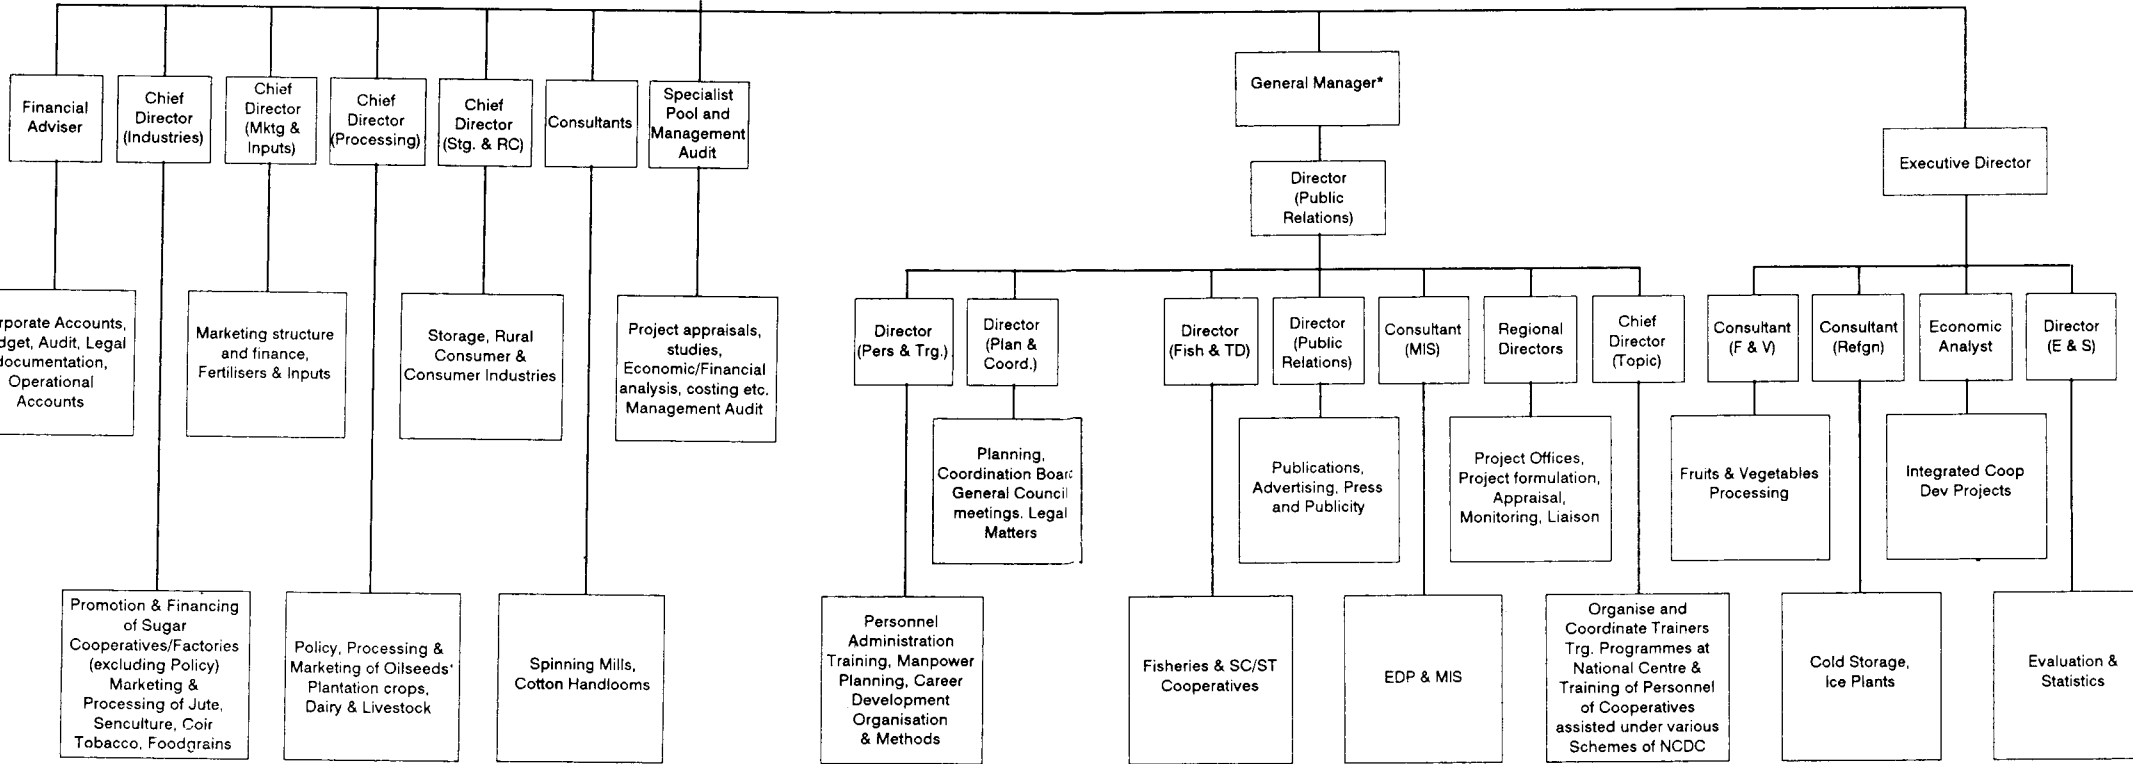 Financial
Adviser
Chief
Director
(Industries)
Chief
Director
(Mktg &
Inputs)
Chief
Director
(Processing)
Chief
Director
(Stg. & RC)
Consultants
Specialist
Pool and
Management
Audit
General Manager*
Director
(Public
Relations)
Executive Director
rporate Accounts,
dget, Audit, Legal
documentation,
Operational
Accounts
Marketing structure
and finance,
Fertilisers & Inputs
Storage, Rural
Consumer &
Consumer Industries
Project appraisals,
studies,
Economic/Financial
analysis, costing etc.
Management Audit
Director
(Pers & Trg.)
Director
(Plan &
Coord.)
Director
(Fish & TD)
Director
(Public
Relations)
Consultant
(MIS)
Regional
Directors
Chief
Director
(Topic)
Consultant
(F & V)
Consultant
(Refgn)
Economic
Analyst
Director
(E & S)
Planning,
Coordination Board
General Council
meetings. Legal
Matters
Publications,
Advertising, Press
and Publicity
Project Offices,
Project formulation,
Appraisal,
Monitoring, Liaison
Fruits & Vegetables
Processing
Integrated Coop
Dev Projects
Promotion & Financing
of Sugar
Cooperatives/Factories
(excluding Policy)
Marketing &
Processing of Jute,
Senculture, Coir
Tobacco, Foodgrains
Policy, Processing &
Marketing of Oilseeds'
Plantation crops,
Dairy & Livestock
Spinning Mills,
Cotton Handlooms
Personnel
Administration
Training, Manpower
Planning, Career
Development
Organisation
& Methods
Fisheries & SC/ST
Cooperatives
EDP & MIS
Organise and
Coordinate Trainers
Trg. Programmes at
National Centre &
Training of Personnel
of Cooperatives
assisted under various
Schemes of NCDC
Cold Storage,
Ice Plants
Evaluation &
Statistics